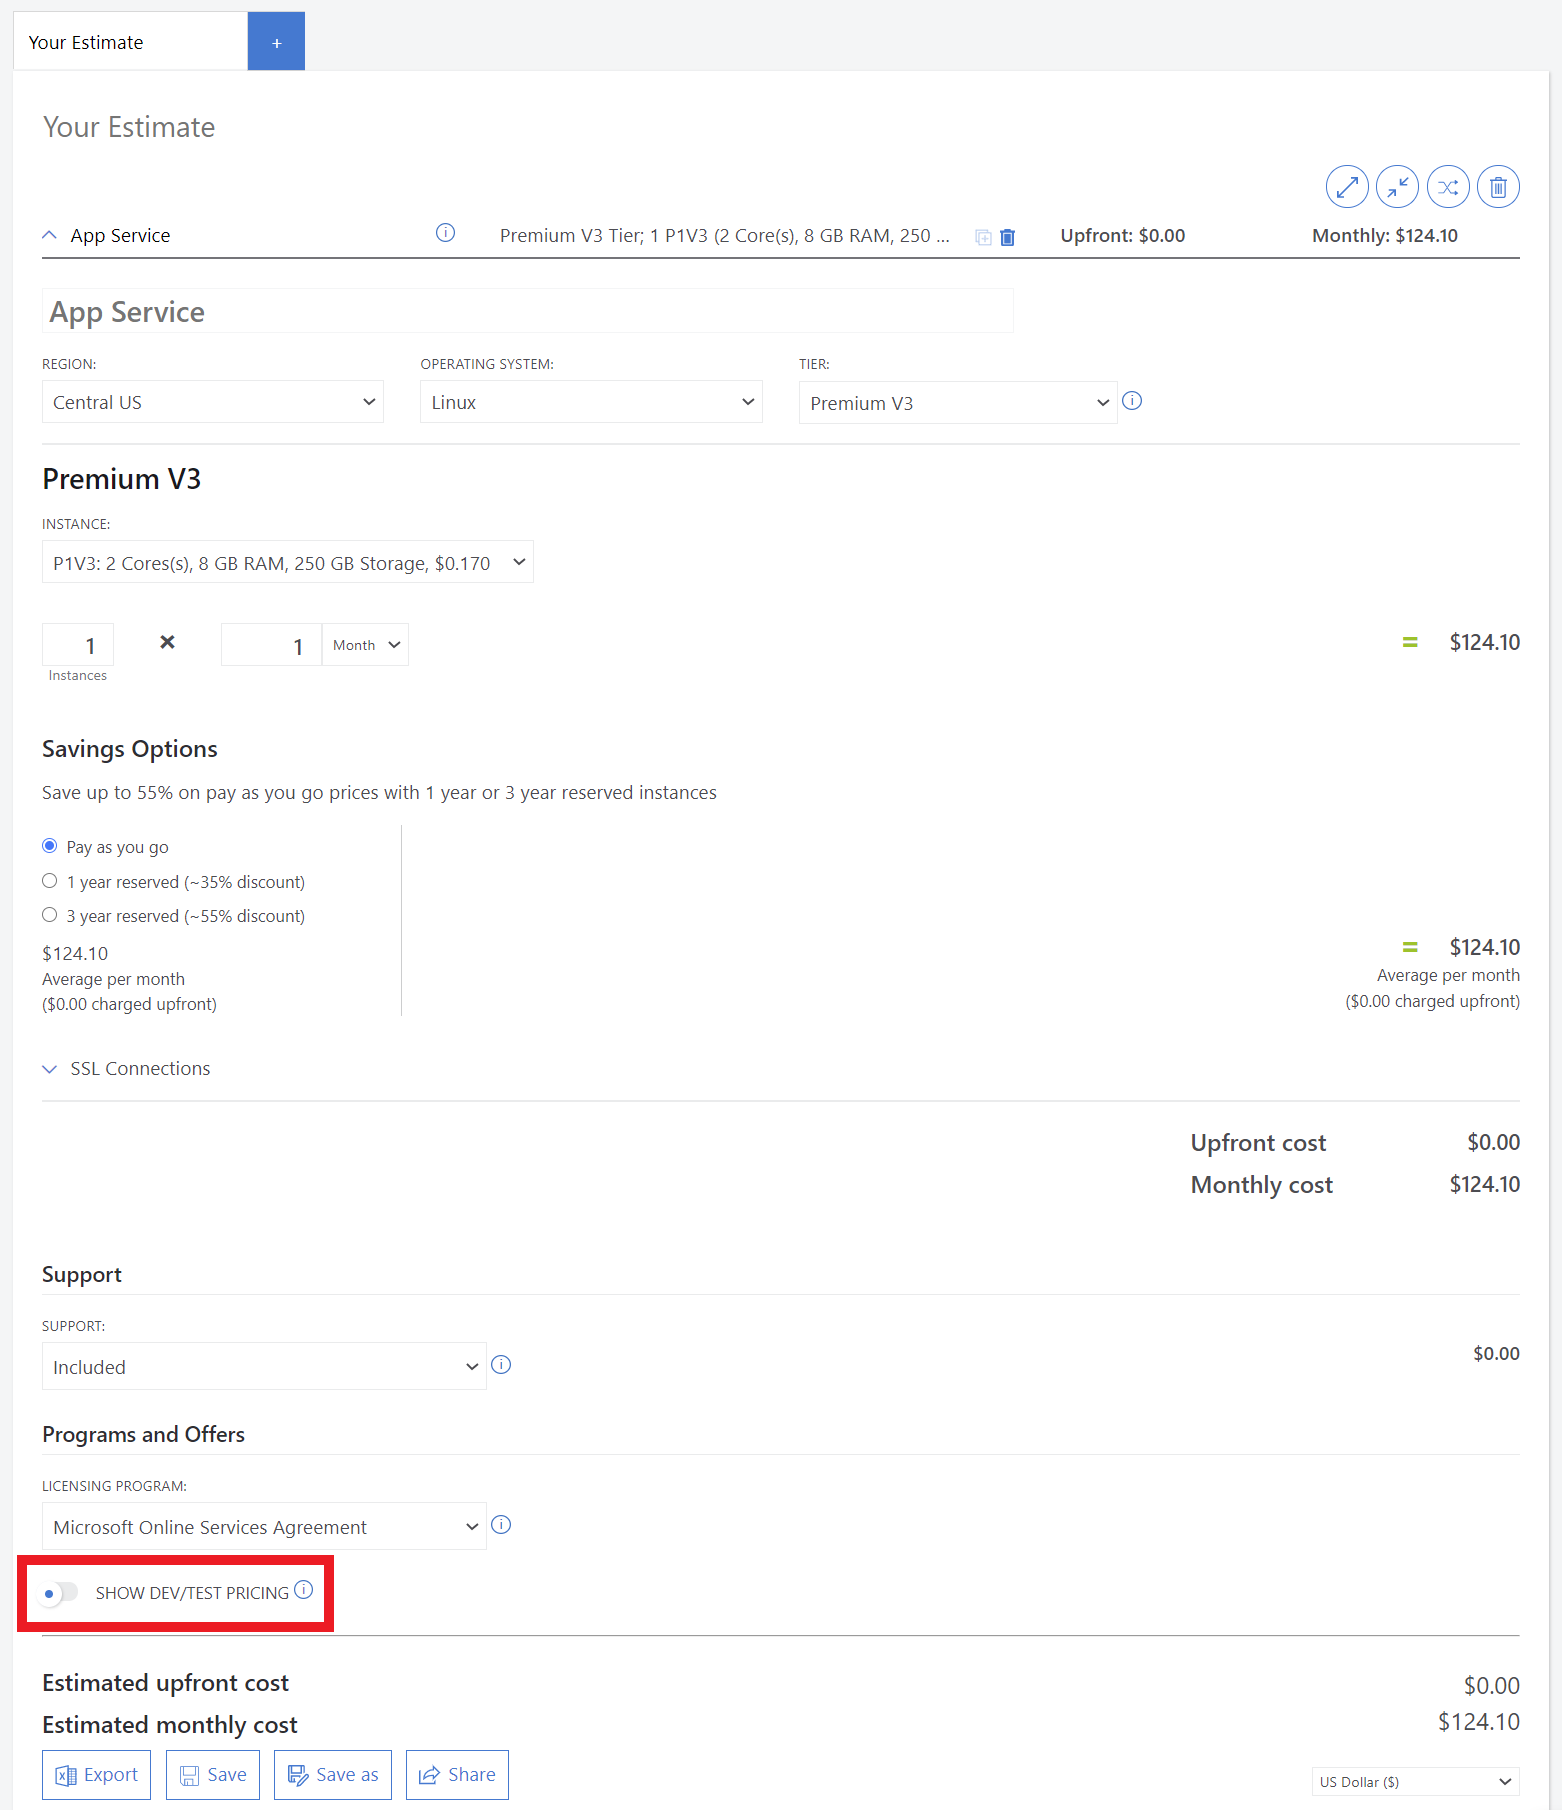 Your Estimate
+
Your Estimate
App Service
Premium V3 Tier; 1 P1V3 (2 Core(s), 8 GB RAM, 250 ...
Upfront: $0.00
Monthly: $124.10
App Service
REGION:
OPERATING SYSTEM:
TIER:
Central US
Linux
Premium V3
Premium V3
INSTANCE:
P1V3: 2 Cores(s), 8 GB RAM, 250 GB Storage, $0.170
1
×
1
Month
=
$124.10
Instances
Savings Options
Save up to 55% on pay as you go prices with 1 year or 3 year reserved instances
Pay as you go
1 year reserved (~35% discount)
3 year reserved (~55% discount)
$124.10
Average per month
($0.00 charged upfront)
=
$124.10
Average per month
($0.00 charged upfront)
SSL Connections
Upfront cost
$0.00
Monthly cost
$124.10
Support
SUPPORT:
Included
$0.00
Programs and Offers
LICENSING PROGRAM:
Microsoft Online Services Agreement
SHOW DEV/TEST PRICING
Estimated upfront cost
$0.00
Estimated monthly cost
$124.10
Export
Save
Save as
Share
US Dollar ($)